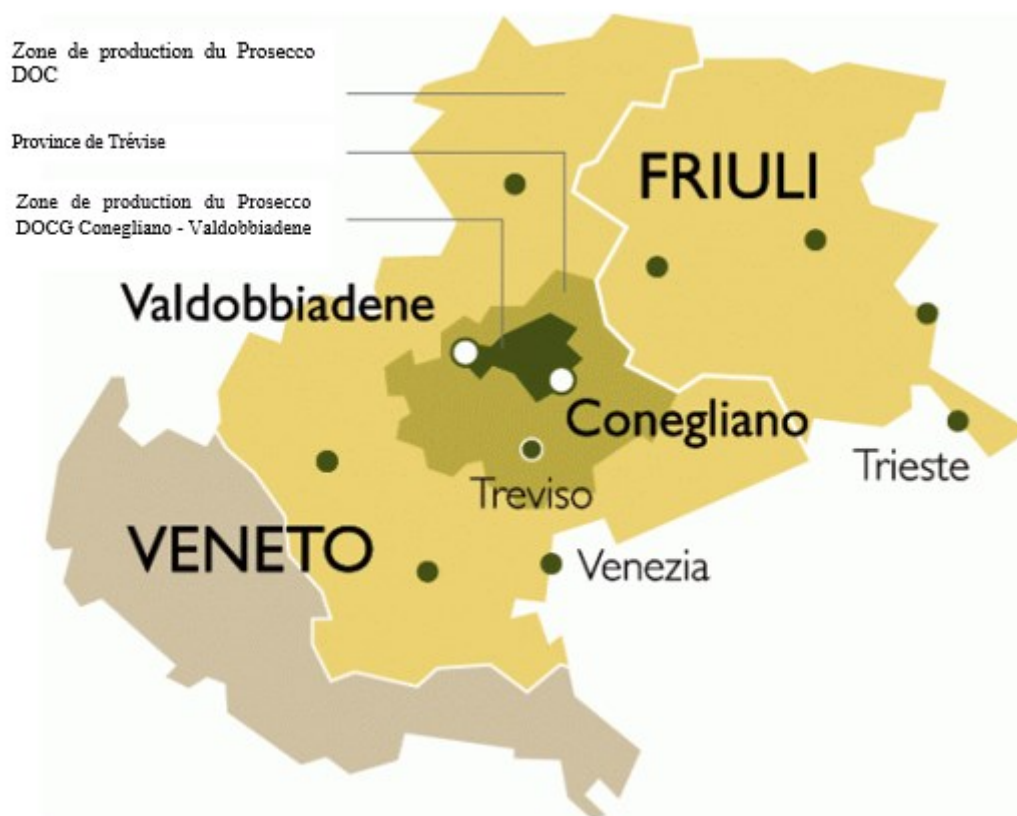 Zone de production du Prosecco
DOC
Province de Trévise
Zone de production du Prosecco
DOCG Conegliano - Valdobbiadene
FRIULI
Valdobbiadene
Conegliano
Trieste
Treviso
VENETO
Venezia